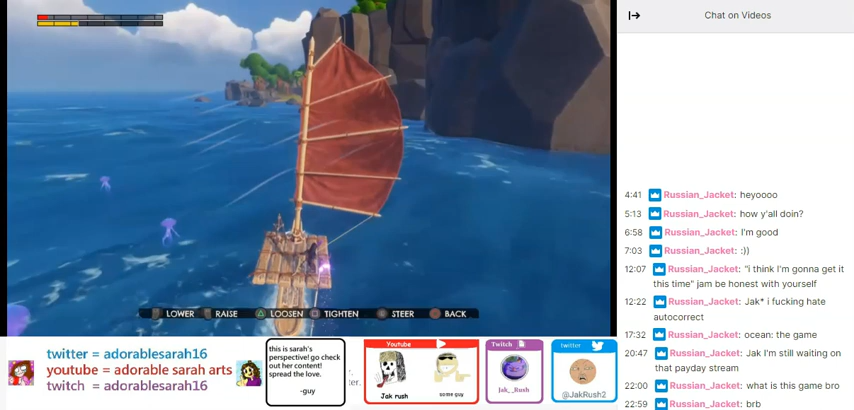 Chat on Videos
4:41 Russian_Jacket: heyoooo
5:13 Russian_Jacket: how y'all doin?
6:58 Russian_Jacket: I'm good
7:03 Russian_Jacket: :))
12:07 Russian_Jacket: "i think I'm gonna get it
this time" jam be honest with yourself
12:22 Russian_Jacket: Jak* i fucking hate
autocorrect
17:32 Russian_Jacket: ocean: the game
20:47 Russian_Jacket: Jak I'm still waiting on
that payday stream
22:00 Russian_Jacket: what is this game bro
22:59 Russian_Jacket: brb
LOWER RAISE LOOSEN TIGHTEN STEER BACK
twitter = adorablesarah16
youtube = adorable sarah arts
twitch = adorablesarah16
this is sarah's
perspective! go check
out her content!
spread the love.
-guy
ter.
Youtube
Jak rush
some guy
Twitch
Jak_Rush
twitter
@JakRush2